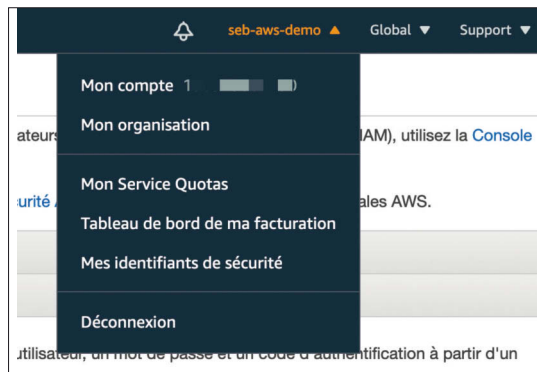 seb-aws-demo ▲ Global ▼ Support ▼
Mon compte 1
Mon organisation
IAM), utilisez la Console
Mon Service Quotas
ales AWS.
Tableau de bord de ma facturation
Mes identifiants de sécurité
Déconnexion
utilisateur, un mot de passe et un code d'authentification à partir d'un